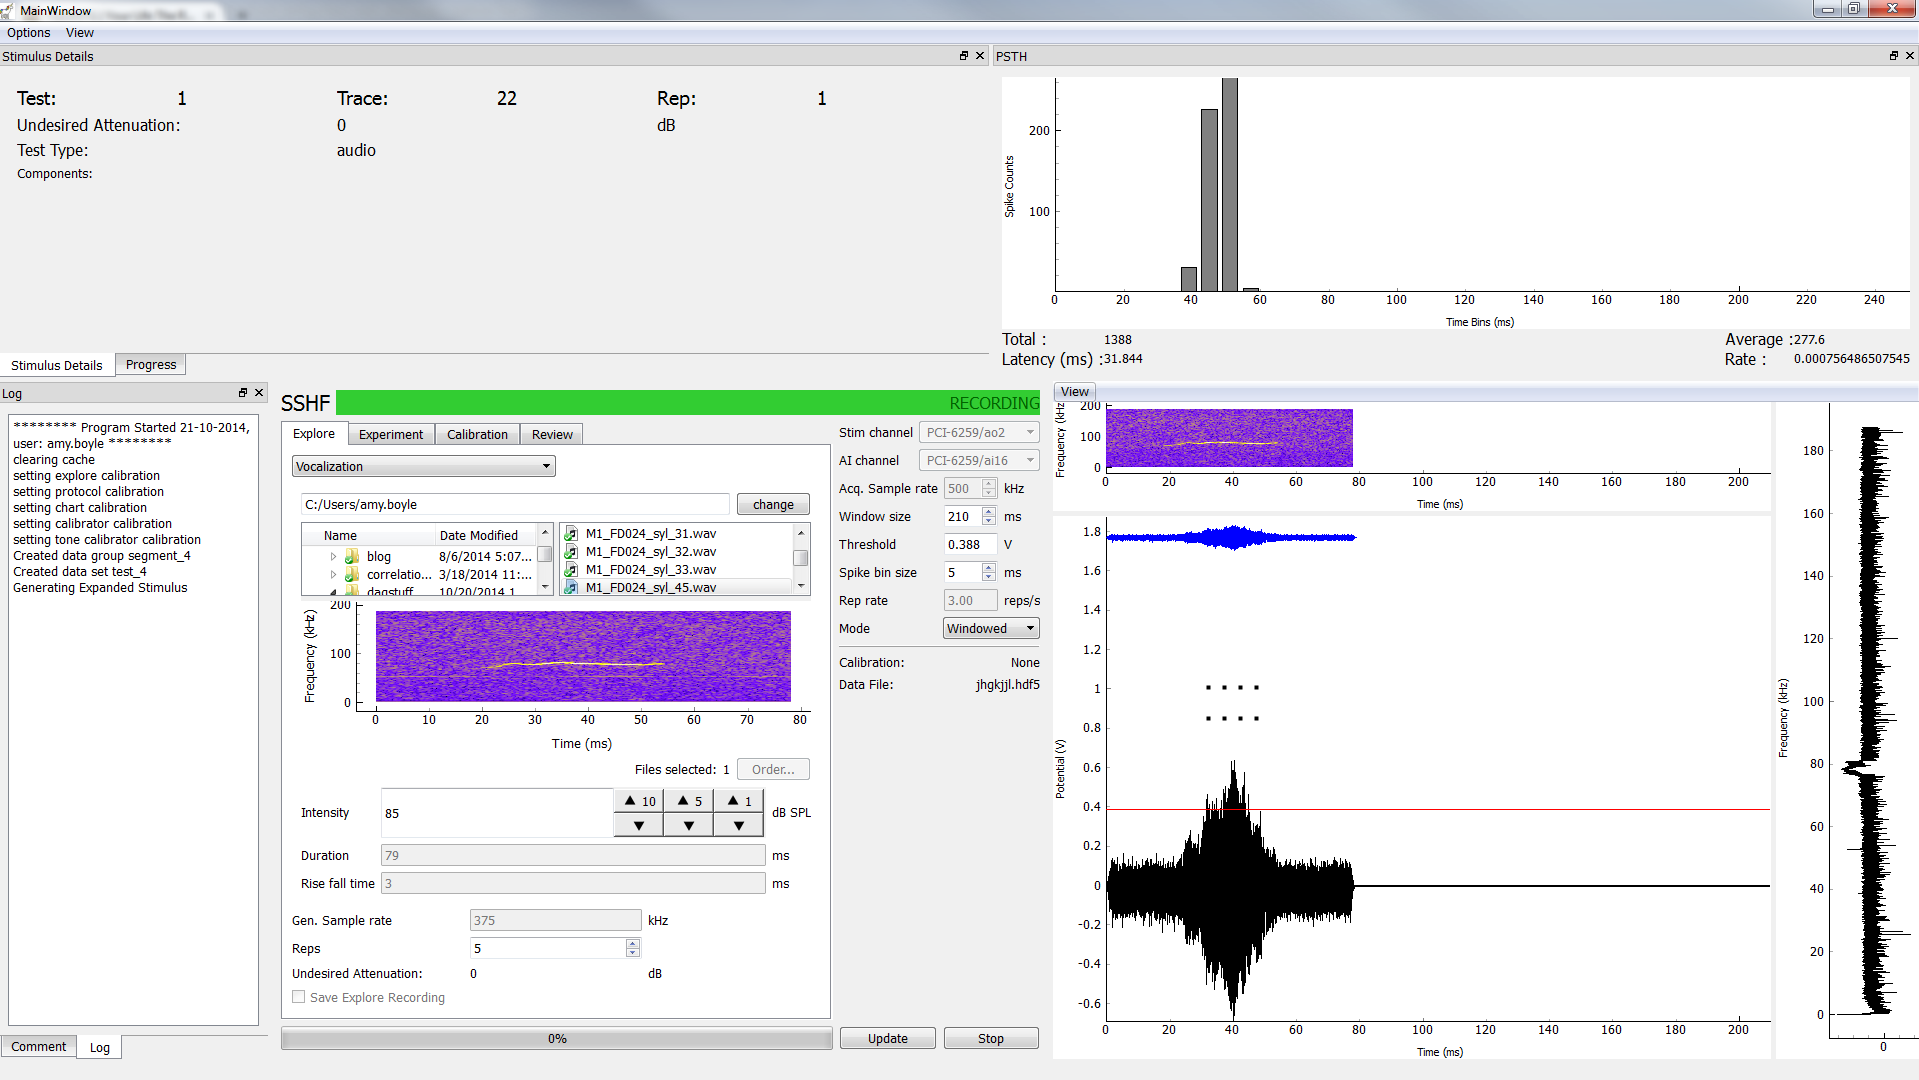 MainWindow
Options View
Stimulus Details
Test: 1 Trace: 22 Rep: 1
Undesired Attenuation: 0 dB
Test Type: audio
Components:
Stimulus Details Progress
PSTH
Spike Counts
200
100
0 20 40 60 80 100 120 140 160 180 200 220 240
Time Bins (ms)
Total : 1388 Average : 277.6
Latency (ms) : 31.844 Rate : 0.000756486507545
Log
******** Program Started 21-10-2014,
user: amy.boyle ********
clearing cache
setting explore calibration
setting protocol calibration
setting chart calibration
setting calibrator calibration
setting tone calibrator calibration
Created data group segment_4
Created data set test_4
Generating Expanded Stimulus
Comment Log
SSHF RECORDING
Explore Experiment Calibration Review
Vocalization
C:/Users/amy.boyle change
Name Date Modified
blog 8/6/2014 5:07...
correlatio... 3/18/2014 11:...
dagstuff 10/20/2014 1
M1_FD024_syl_31.wav
M1_FD024_syl_32.wav
M1_FD024_syl_33.wav
M1_FD024_syl_45.wav
Frequency (kHz)
200
100
0
0 10 20 30 40 50 60 70 80
Time (ms)
Files selected: 1 Order...
Intensity 85 10 5 1 dB SPL
Duration 79 ms
Rise fall time 3 ms
Gen. Sample rate 375 kHz
Reps 5
Undesired Attenuation: 0 dB
Save Explore Recording
0% Update Stop
Stim channel PCI-6259/ao2
AI channel PCI-6259/ai16
Acq. Sample rate 500 kHz
Window size 210 ms
Threshold 0.388 V
Spike bin size 5 ms
Rep rate 3.00 reps/s
Mode Windowed
Calibration: None
Data File: jhgkjjl.hdf5
View
Frequency (kHz
200
100
0
0 20 40 60 80 100 120 140 160 180 200
Time (ms)
Potential (V)
1.8
1.6
1.4
1.2
1
0.8
0.6
0.4
0.2
0
-0.2
-0.4
-0.6
0 20 40 60 80 100 120 140 160 180 200
Time (ms)
Frequency (kHz)
180
160
140
120
100
80
60
40
20
0
0